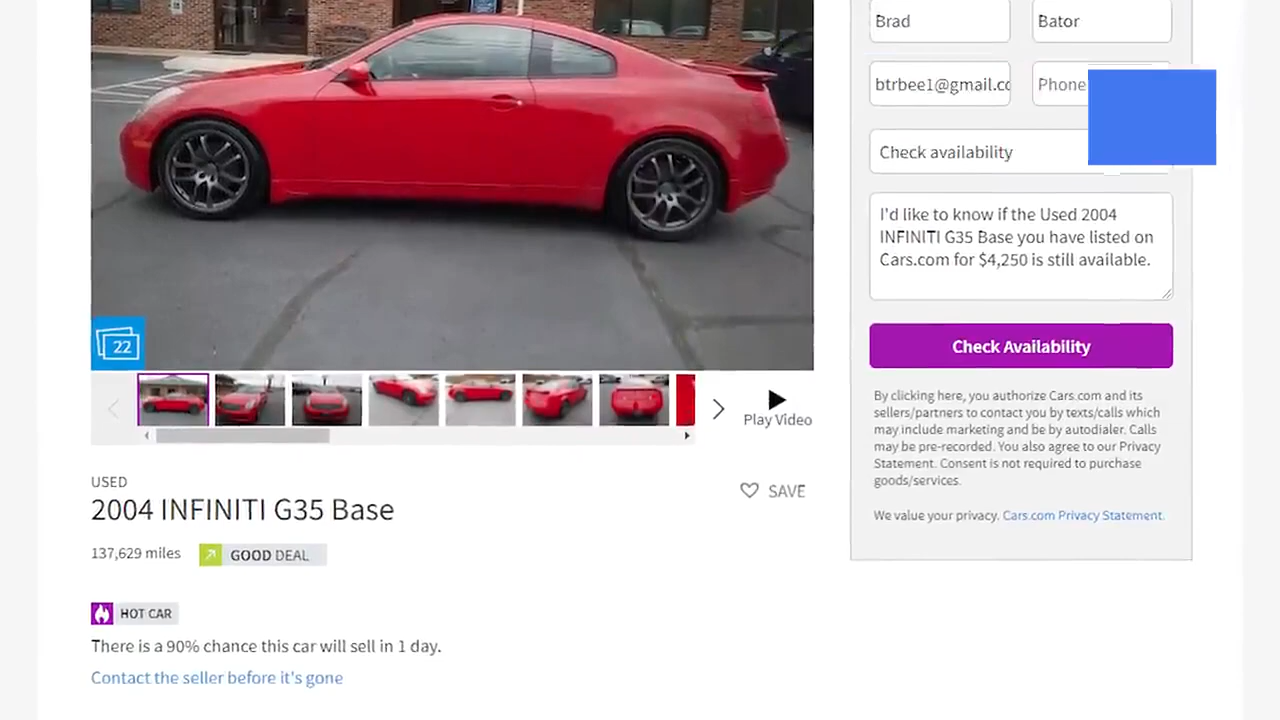 Brad
Bator
btrbee1@gmail.cc
Phone
Check availability
I'd like to know if the Used 2004
INFINITI G35 Base you have listed on
Cars.com for $4,250 is still available.
22
Check Availability
Play Video
By clicking here, you authorize Cars.com and its
sellers/partners to contact you by texts/calls which
may include marketing and be by autodialer. Calls
may be pre-recorded. You also agree to our Privacy
Statement. Consent is not required to purchase
goods/services.
We value your privacy. Cars.com Privacy Statement.
USED
SAVE
2004 INFINITI G35 Base
137,629 miles
GOOD DEAL
HOT CAR
There is a 90% chance this car will sell in 1 day.
Contact the seller before it's gone